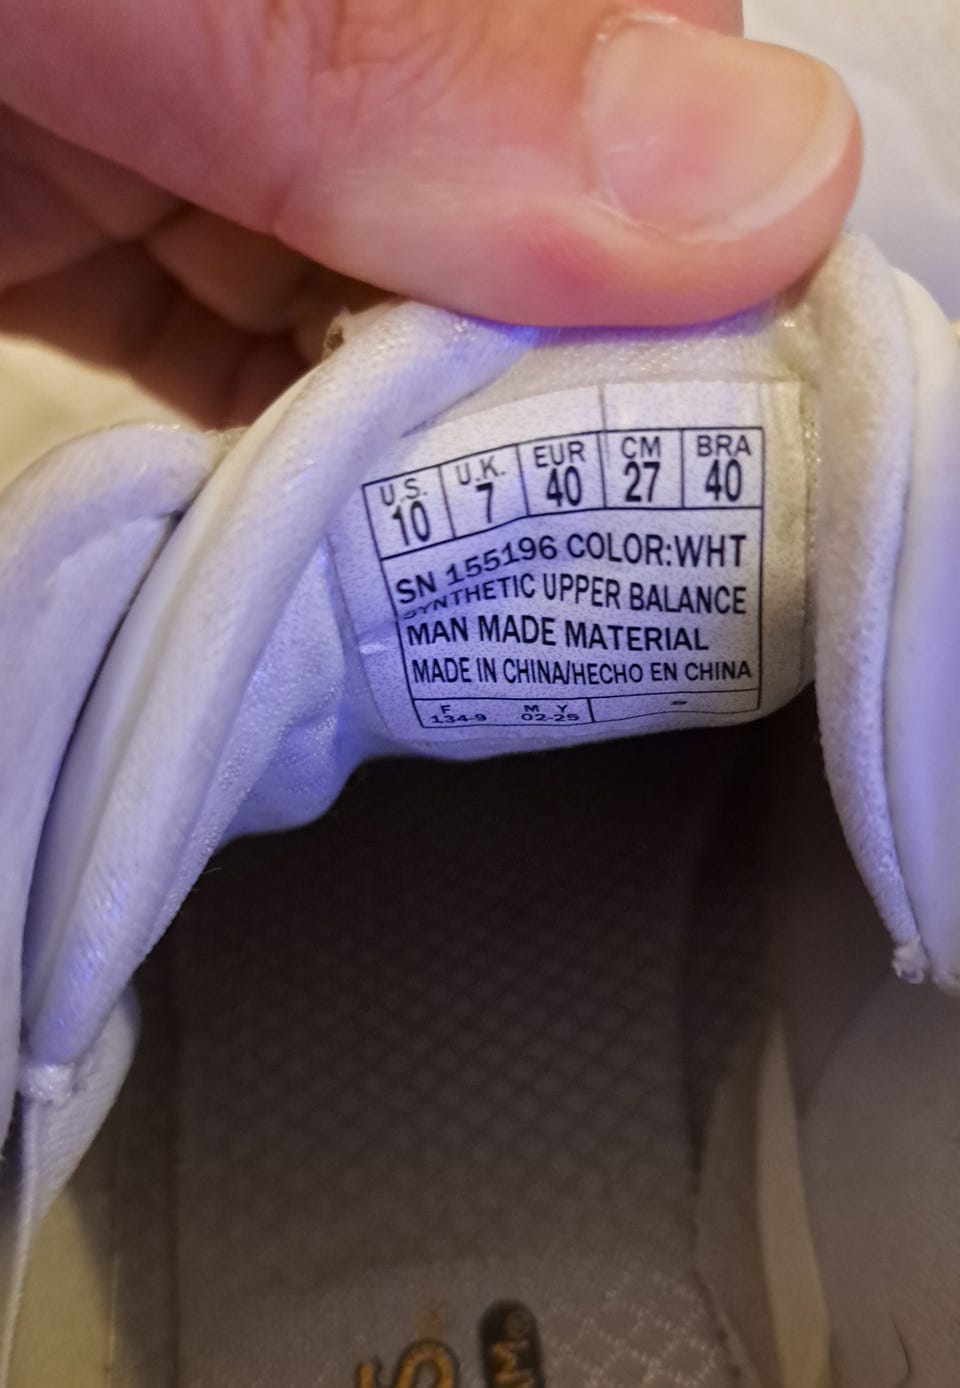 U.S. U.K. EUR CM BRA
10 7 40 27 40
SN 155196 COLOR:WHT
SYNTHETIC UPPER BALANCE
MAN MADE MATERIAL
MADE IN CHINA/HECHO EN CHINA
F M Y
134-9 02-25
S